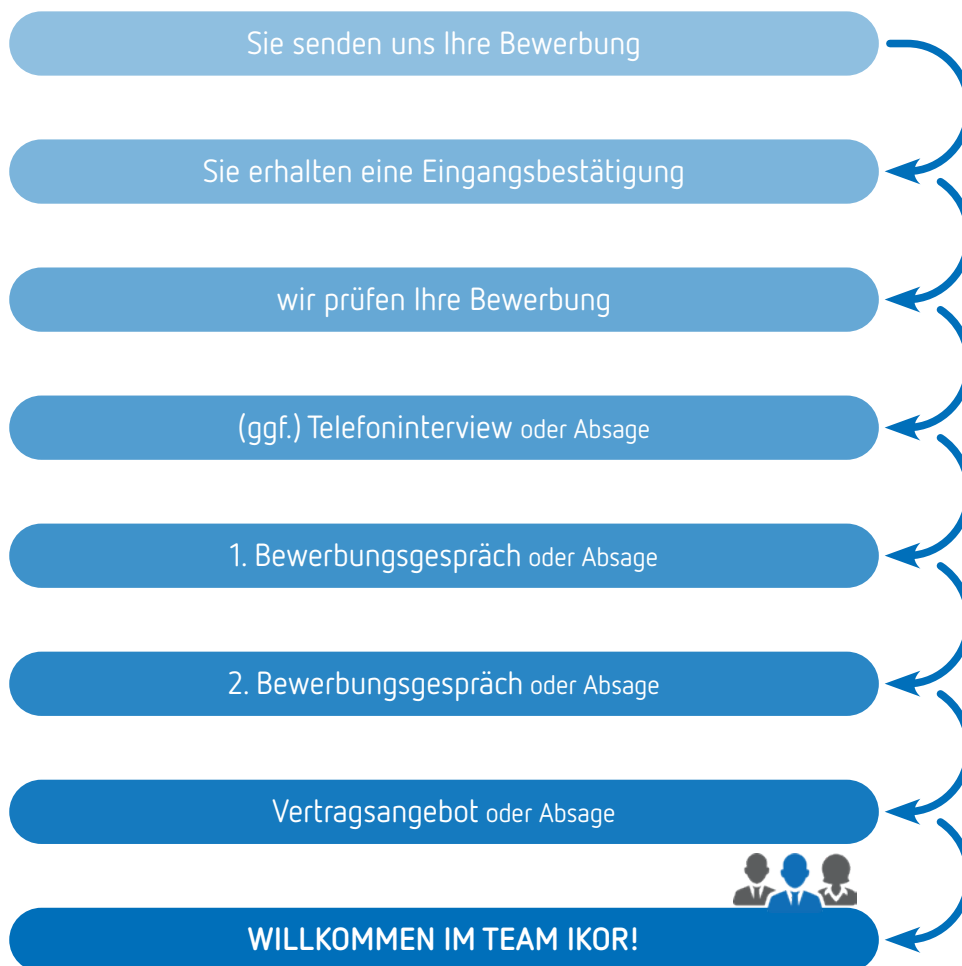 Sie senden uns Ihre Bewerbung
Sie erhalten eine Eingangsbestätigung
wir prüfen Ihre Bewerbung
(ggf.) Telefoninterview oder Absage
1. Bewerbungsgespräch oder Absage
2. Bewerbungsgespräch oder Absage
Vertragsangebot oder Absage
WILLKOMMEN IM TEAM IKOR!